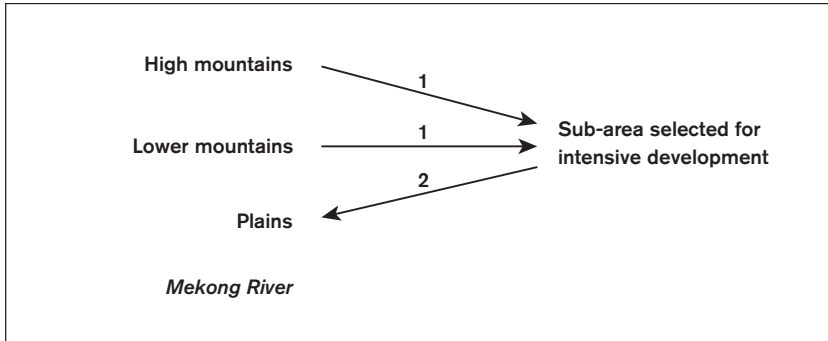 High mountains
1
Lower mountains
1
Sub-area selected for
intensive development
2
Plains
Mekong River